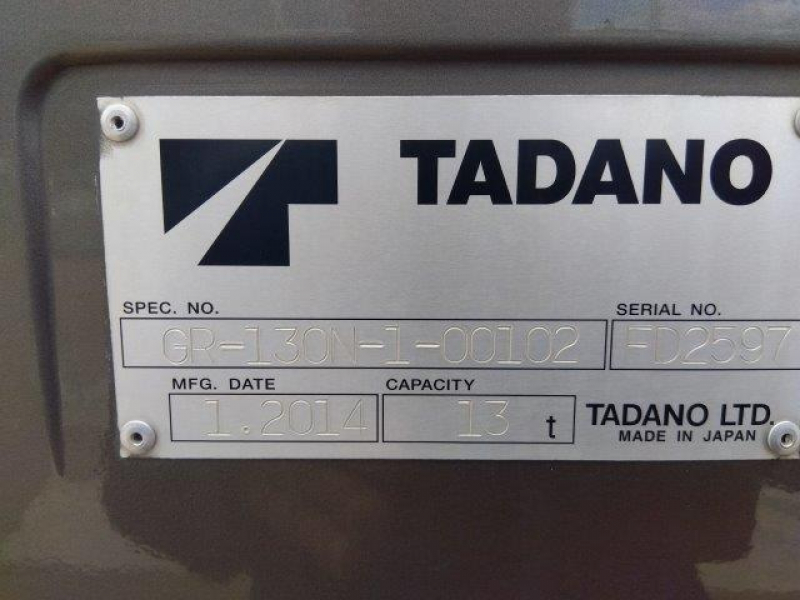 TADANO
SPEC. NO. SERIAL NO.
GR-130N-1-00102 FD2597
MFG. DATE CAPACITY
1.2014 13 t TADANO LTD.
MADE IN JAPAN